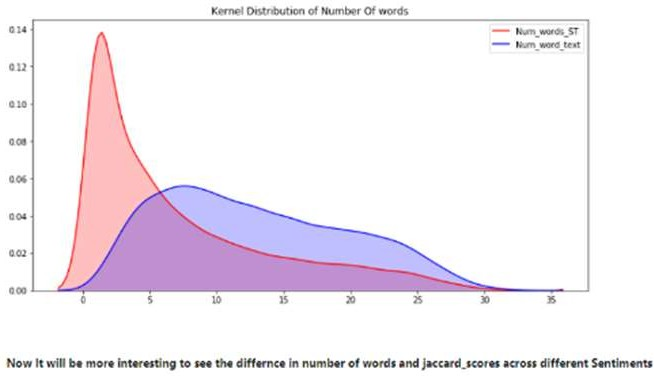 Kernel Distribution of Number Of words
Num_words_ST
Num_word_text
0.14
0.12
0.10
0.08
0.06
0.04
0.02
0.00
0 5 10 15 20 25 30 35
Now It will be more interesting to see the differnce in number of words and jaccard_scores across different Sentiments